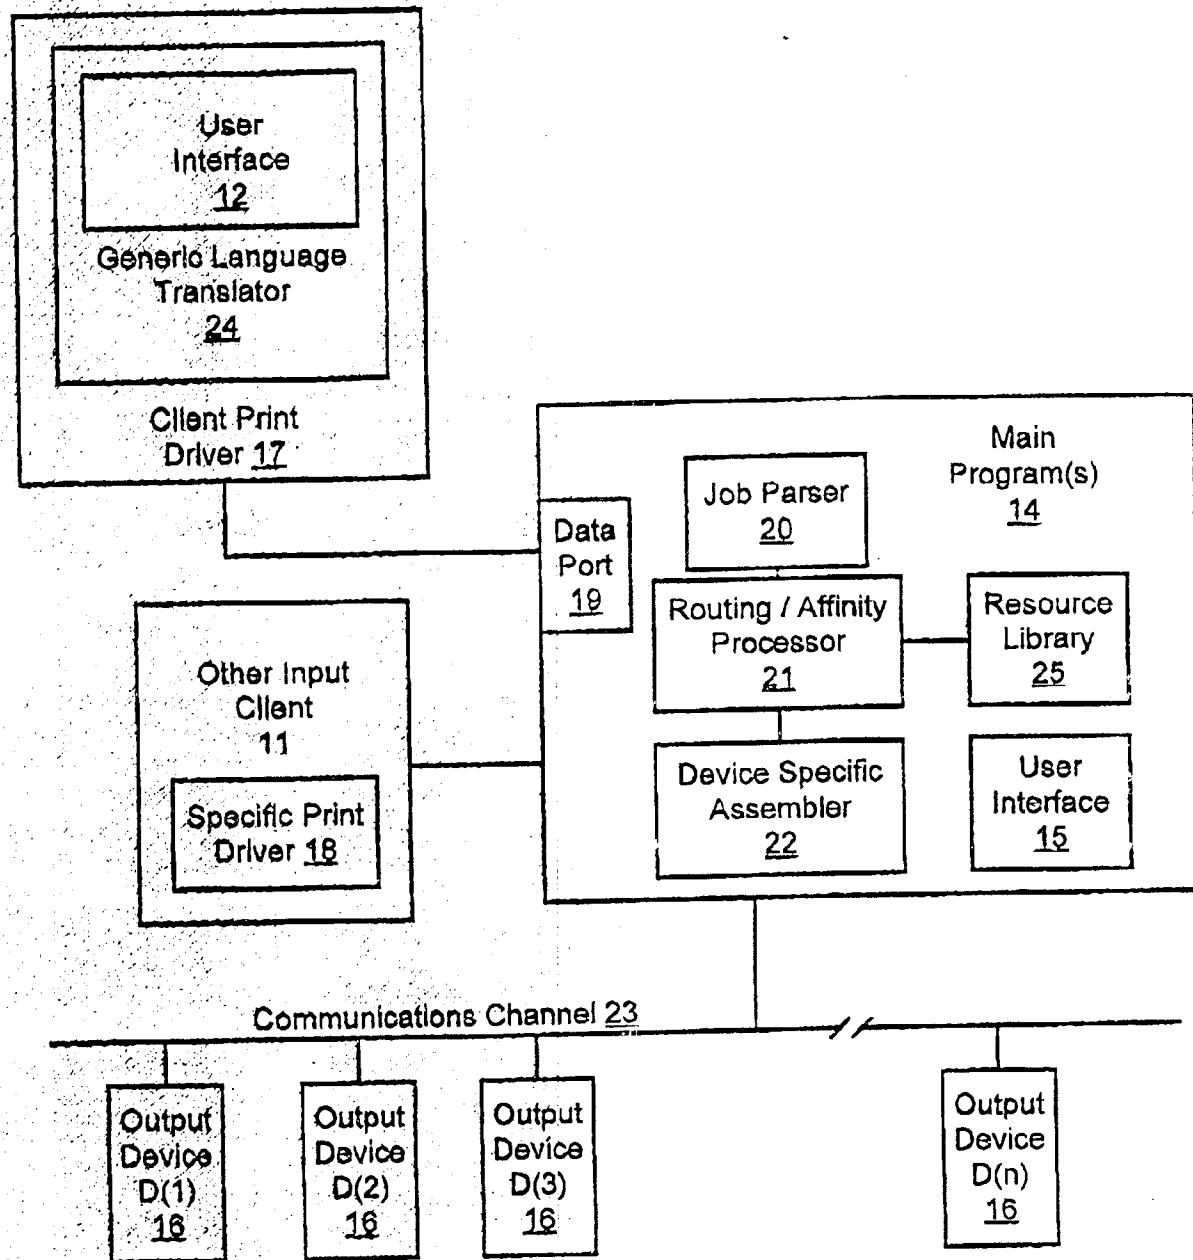 User
Interface
12
Generic Language
Translator
24
Client Print
Driver 17
Main
Program(s)
14
Job Parser
20
Data
Port
19
Routing / Affinity
Processor
21
Resource
Library
25
Other Input
Client
11
Specific Print
Driver 18
Device Specific
Assembler
22
User
Interface
15
Communications Channel 23
Output
Device
D(1)
16
Output
Device
D(2)
16
Output
Device
D(3)
16
Output
Device
D(n)
16